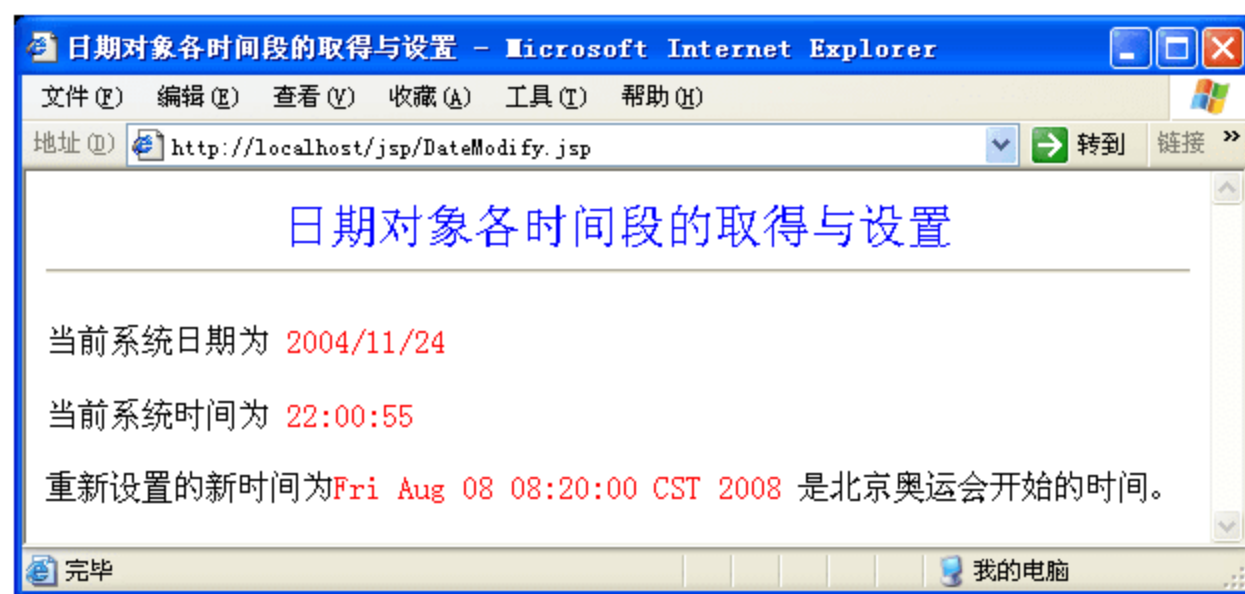 日期对象各时间段的取得与设置 - Microsoft Internet Explorer
文件(F) 编辑(E) 查看(V) 收藏(A) 工具(T) 帮助(H)
地址(D) http://localhost/jsp/DateModify.jsp 转到 链接 »
日期对象各时间段的取得与设置
当前系统日期为 2004/11/24
当前系统时间为 22:00:55
重新设置的新时间为Fri Aug 08 08:20:00 CST 2008 是北京奥运会开始的时间。
完毕 我的电脑